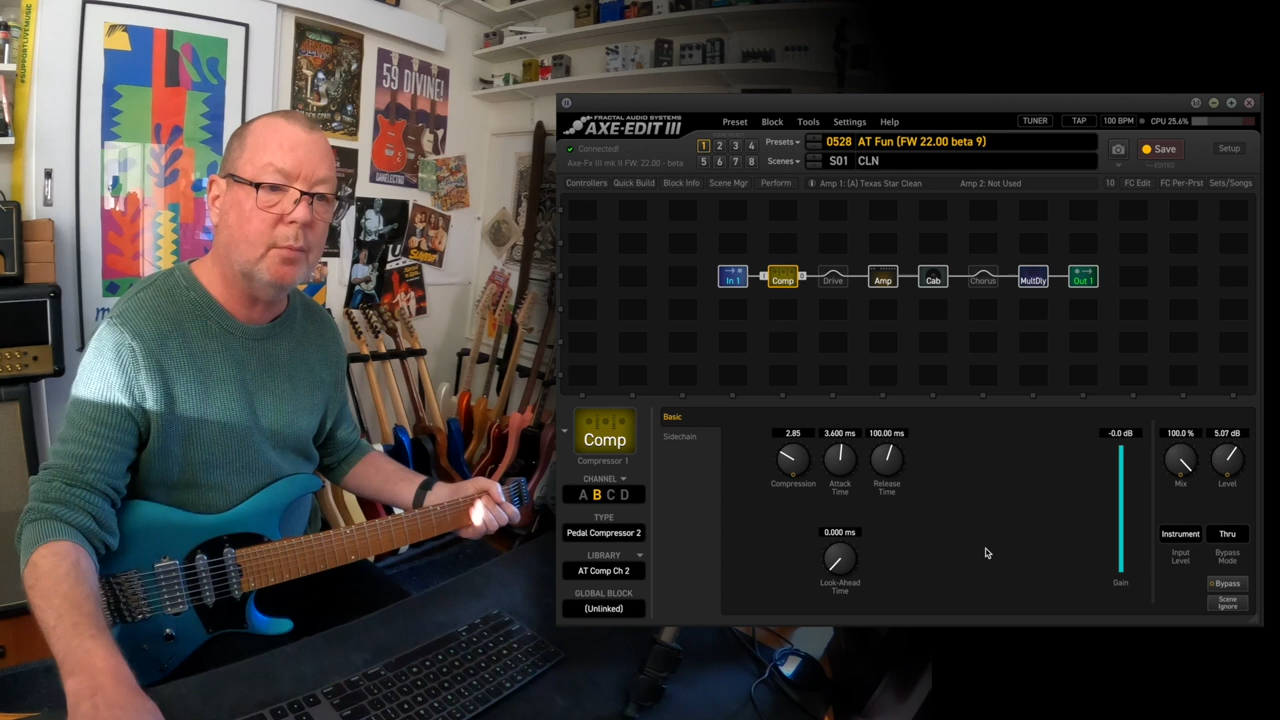 #SUPPORTLIVEMUSIC
59 DIVINE!
DANELECTRO
FRACTAL AUDIO SYSTEMS
AXE-EDIT III
Preset Block Tools Settings Help
TUNER TAP 100 BPM CPU 25.6%
Connected!
Axe-Fx III mk II FW: 22.00 - beta
1 2 3 4
5 6 7 8
Presets 0528 AT Fun (FW 22.00 beta 9)
Scenes S01 CLN
Save
EDITED
Setup
Controllers Quick Build Block Info Scene Mgr Perform Amp 1: (A) Texas Star Clean Amp 2: Not Used 10 FC Edit FC Per-Prst Sets/Songs
In 1 I Comp O Drive Amp Cab Chorus MultDly Out 1
Comp
Compressor 1
CHANNEL
A B C D
TYPE
Pedal Compressor 2
LIBRARY
AT Comp Ch 2
GLOBAL BLOCK
(Unlinked)
Basic
Sidechain
2.85 3.600 ms 100.00 ms
Compression Attack Time Release Time
0.000 ms
Look-Ahead Time
-0.0 dB
Gain
100.0 % 5.07 dB
Mix Level
Instrument Thru
Input Level Bypass Mode
Bypass
Scene Ignore